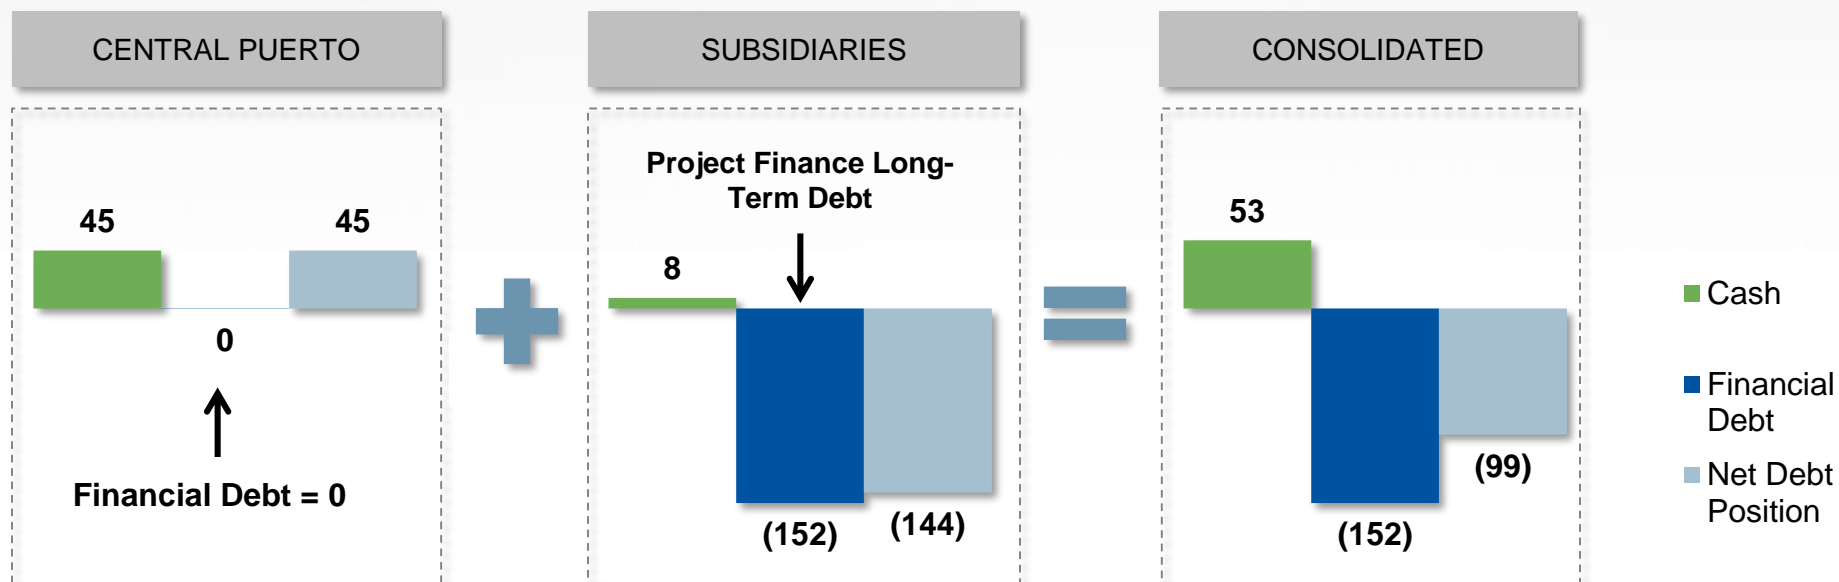 CENTRAL PUERTO
SUBSIDIARIES
CONSOLIDATED
45
45
0
Financial Debt = 0
Project Finance Long-
Term Debt
8
(152)
(144)
53
(152)
(99)
Cash
Financial
Debt
Net Debt
Position